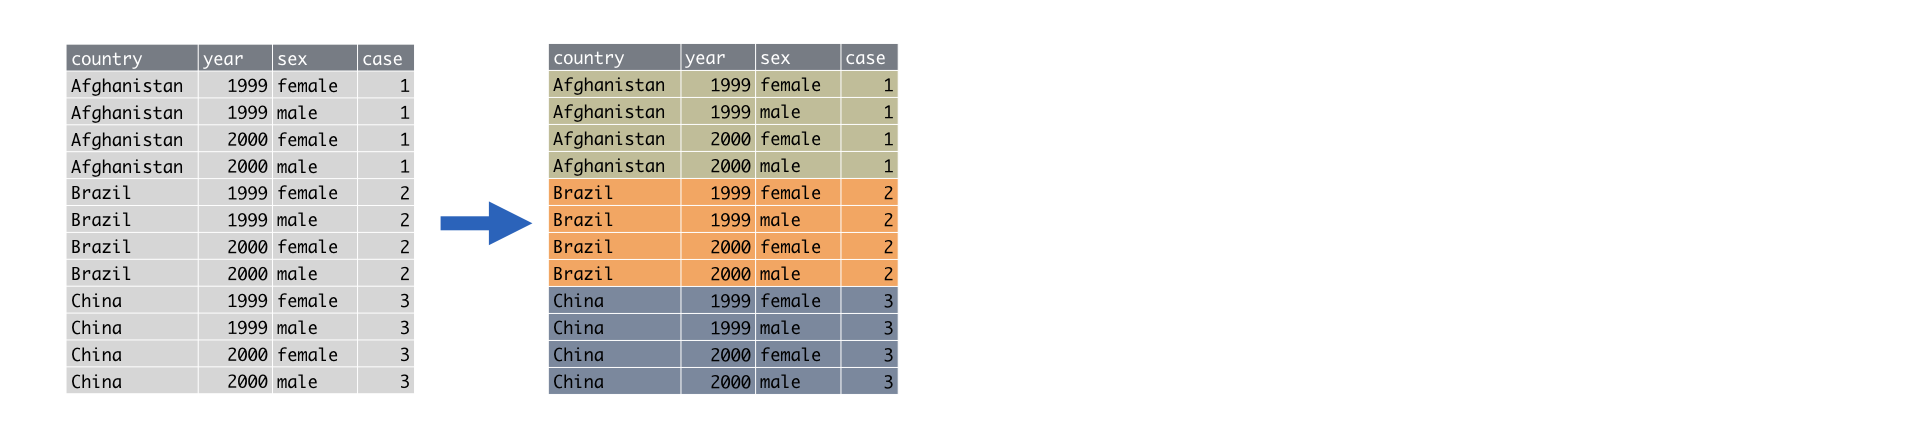 country year sex case
Afghanistan 1999 female 1
Afghanistan 1999 male 1
Afghanistan 2000 female 1
Afghanistan 2000 male 1
Brazil 1999 female 2
Brazil 1999 male 2
Brazil 2000 female 2
Brazil 2000 male 2
China 1999 female 3
China 1999 male 3
China 2000 female 3
China 2000 male 3
country year sex case
Afghanistan 1999 female 1
Afghanistan 1999 male 1
Afghanistan 2000 female 1
Afghanistan 2000 male 1
Brazil 1999 female 2
Brazil 1999 male 2
Brazil 2000 female 2
Brazil 2000 male 2
China 1999 female 3
China 1999 male 3
China 2000 female 3
China 2000 male 3